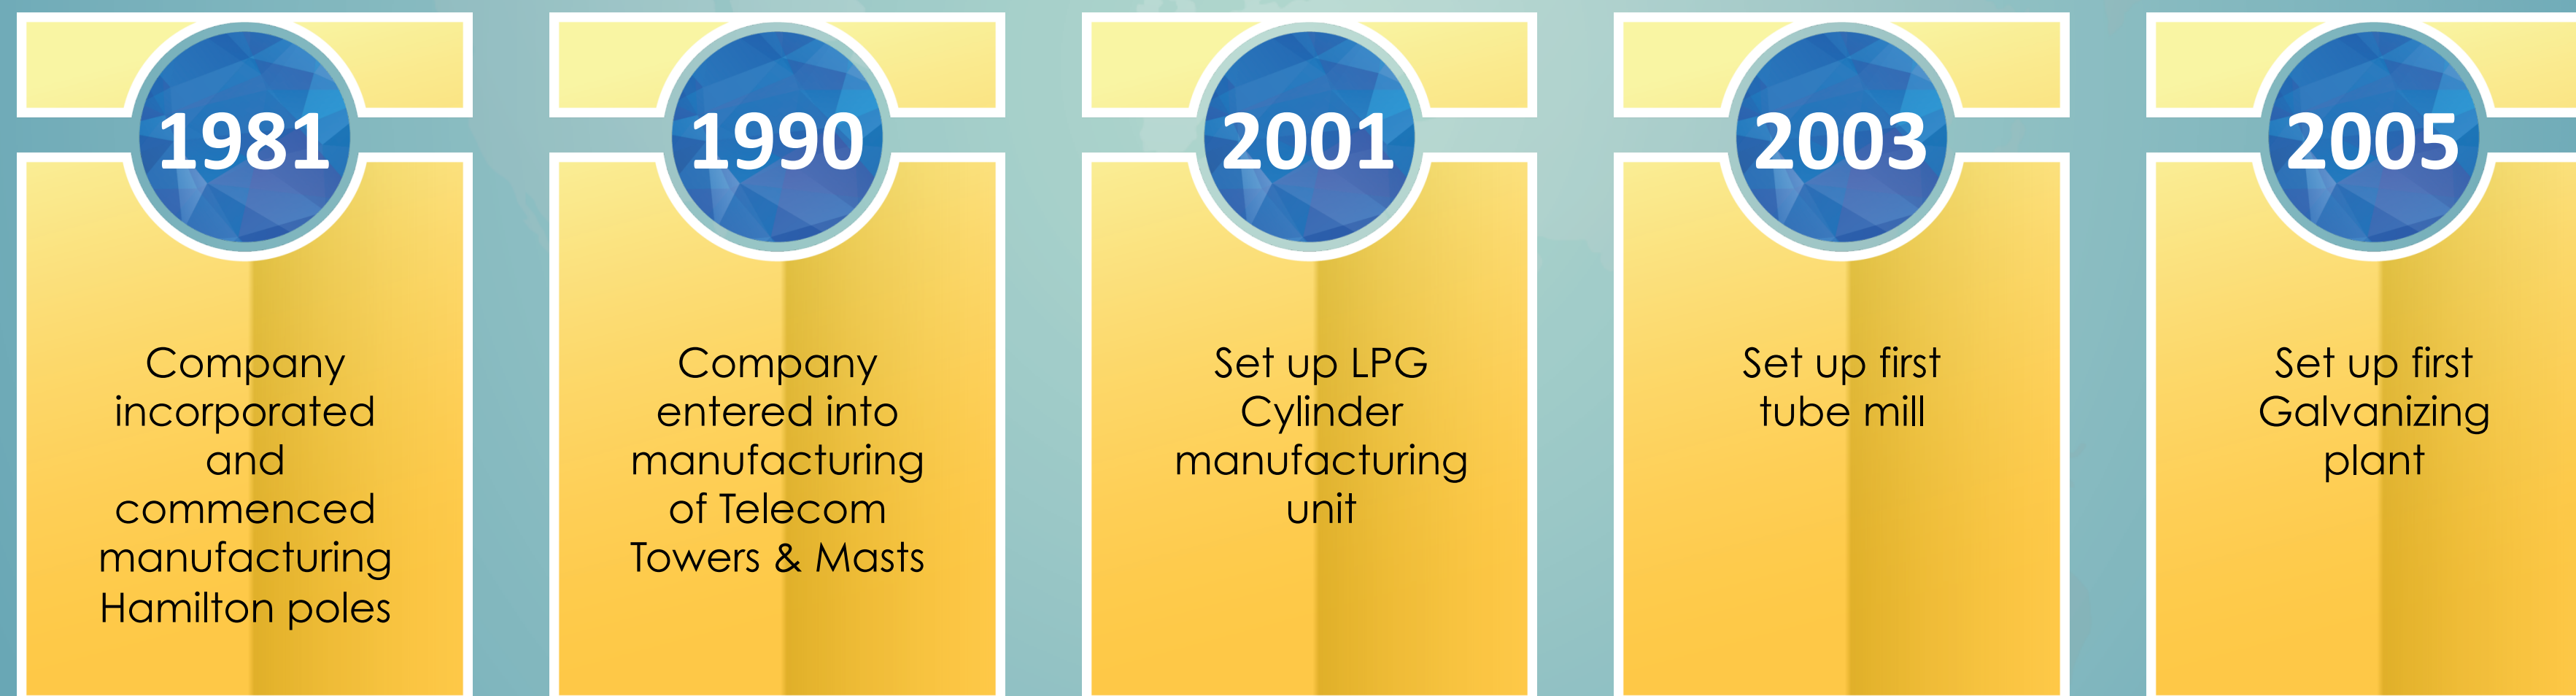 1981
Company
incorporated
and
commenced
manufacturing
Hamilton poles
1990
Company
entered into
manufacturing
of Telecom
Towers & Masts
2001
Set up LPG
Cylinder
manufacturing
unit
2003
Set up first
tube mill
2005
Set up first
Galvanizing
plant